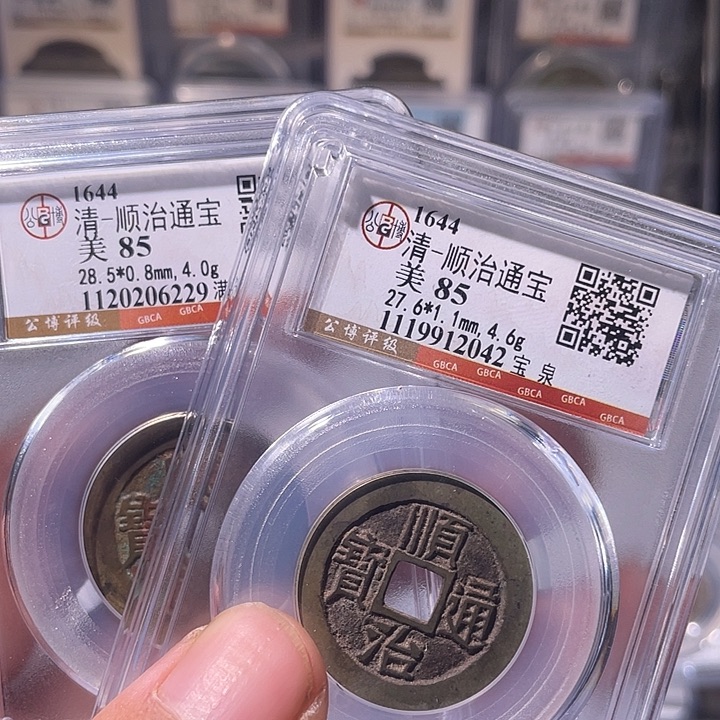 1644
清-顺治通宝
美 85
28.5*0.8mm,4.0g
1120206229 满
公博评级
GBCA
GBCA
1644
清-顺治通宝
美 85
27.6*1.1mm,4.6g
1119912042 宝 泉
公博评级
GBCA
GBCA
GBCA
GBCA
GBCA
順治通寶
寶